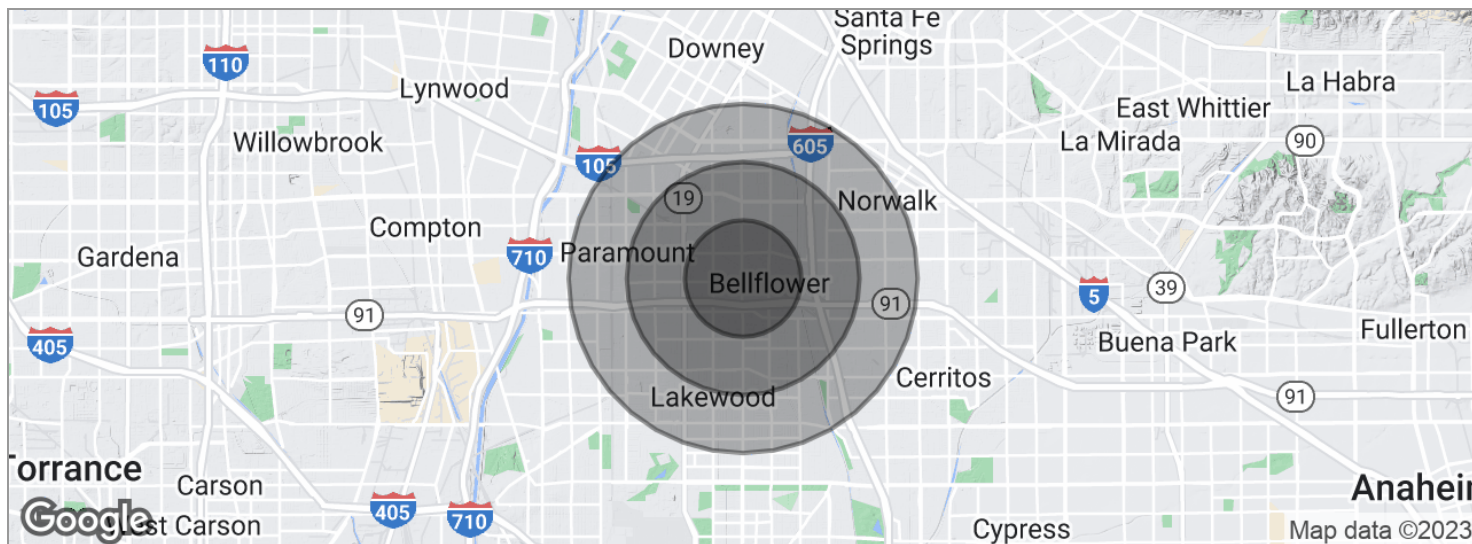 Santa Fe
Springs
Downey
110
La Habra
Lynwood
105
East Whittier
Willowbrook
605
La Mirada
90
105
19
Norwalk
Compton
Paramount
710
Gardena
Bellflower
5
39
91
91
Fullerton
405
Buena Park
Cerritos
Lakewood
91
Torrance
Carson
Anahei
405
710
Google
West Carson
Cypress
Map data ©2023